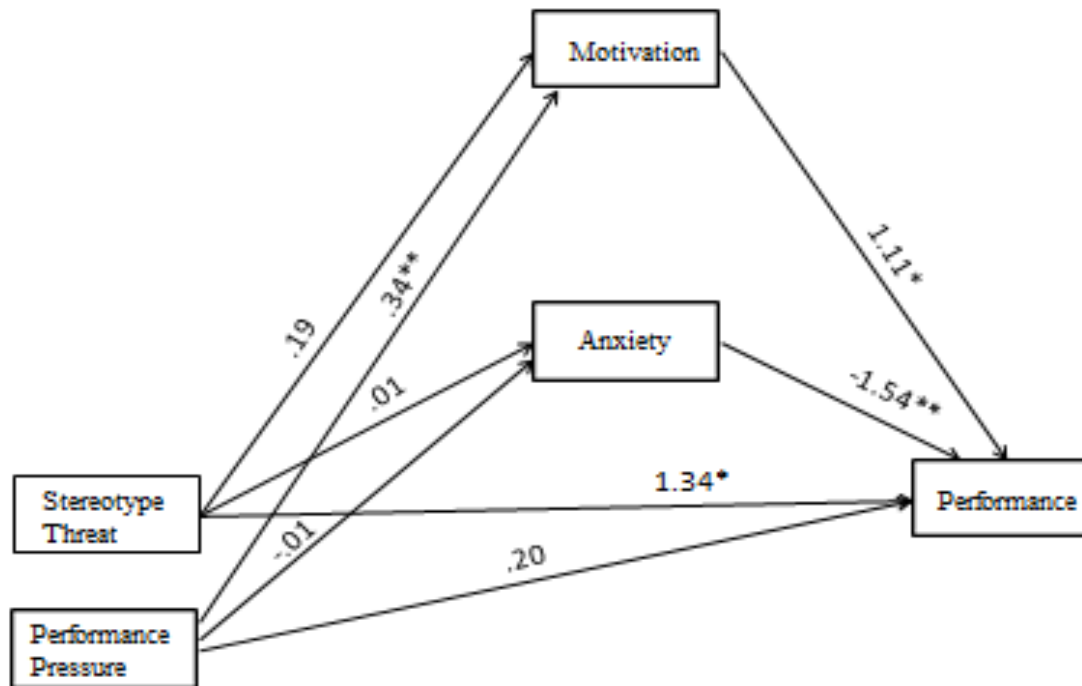 Motivation
1.11*
.34**
.19
Anxiety
.01
-1.54**
Stereotype
Threat
1.34*
Performance
-.01
.20
Performance
Pressure